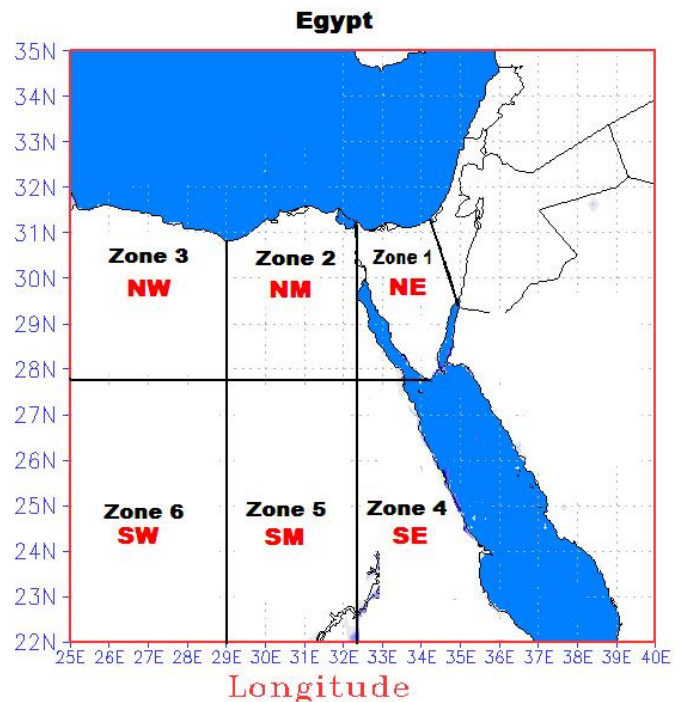 Egypt
35N
34N
33N
32N
31N
30N
29N
28N
27N
26N
25N
24N
23N
22N
Zone 3
NW
Zone 2
NM
Zone 1
NE
Zone 6
SW
Zone 5
SM
Zone 4
SE
25E 26E 27E 28E 29E 30E 31E 32E 33E 34E 35E 36E 37E 38E 39E 40E
Longitude